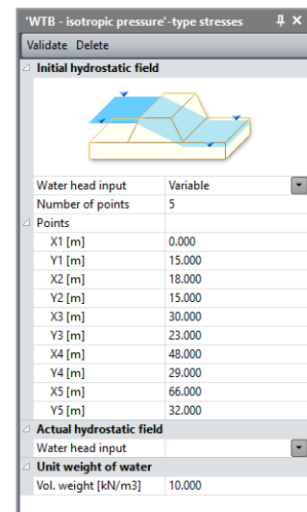 'WTB - isotropic pressure'-type stresses
Validate Delete
Initial hydrostatic field
Water head input Variable
Number of points 5
Points
X1 [m] 0.000
Y1 [m] 15.000
X2 [m] 18.000
Y2 [m] 15.000
X3 [m] 30.000
Y3 [m] 23.000
X4 [m] 48.000
Y4 [m] 29.000
X5 [m] 66.000
Y5 [m] 32.000
Actual hydrostatic field
Water head input
Unit weight of water
Vol. weight [kN/m3] 10.000